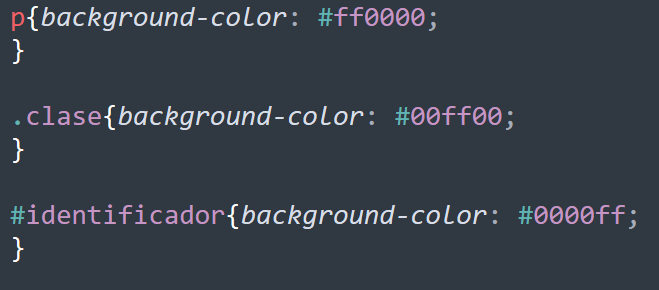 p{background-color: #ff0000;
}
.clase{background-color: #00ff00;
}
#identificador{background-color: #0000ff;
}